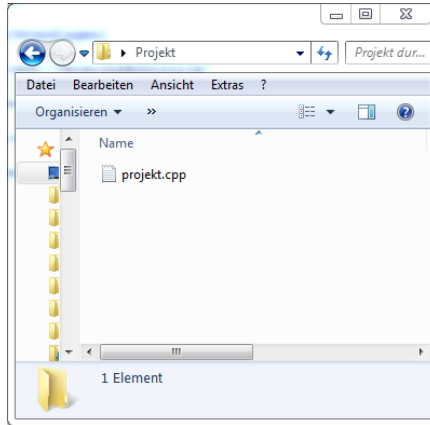 Projekt
Projekt dur...
Datei Bearbeiten Ansicht Extras ?
Organisieren »
Name
projekt.cpp
1 Element